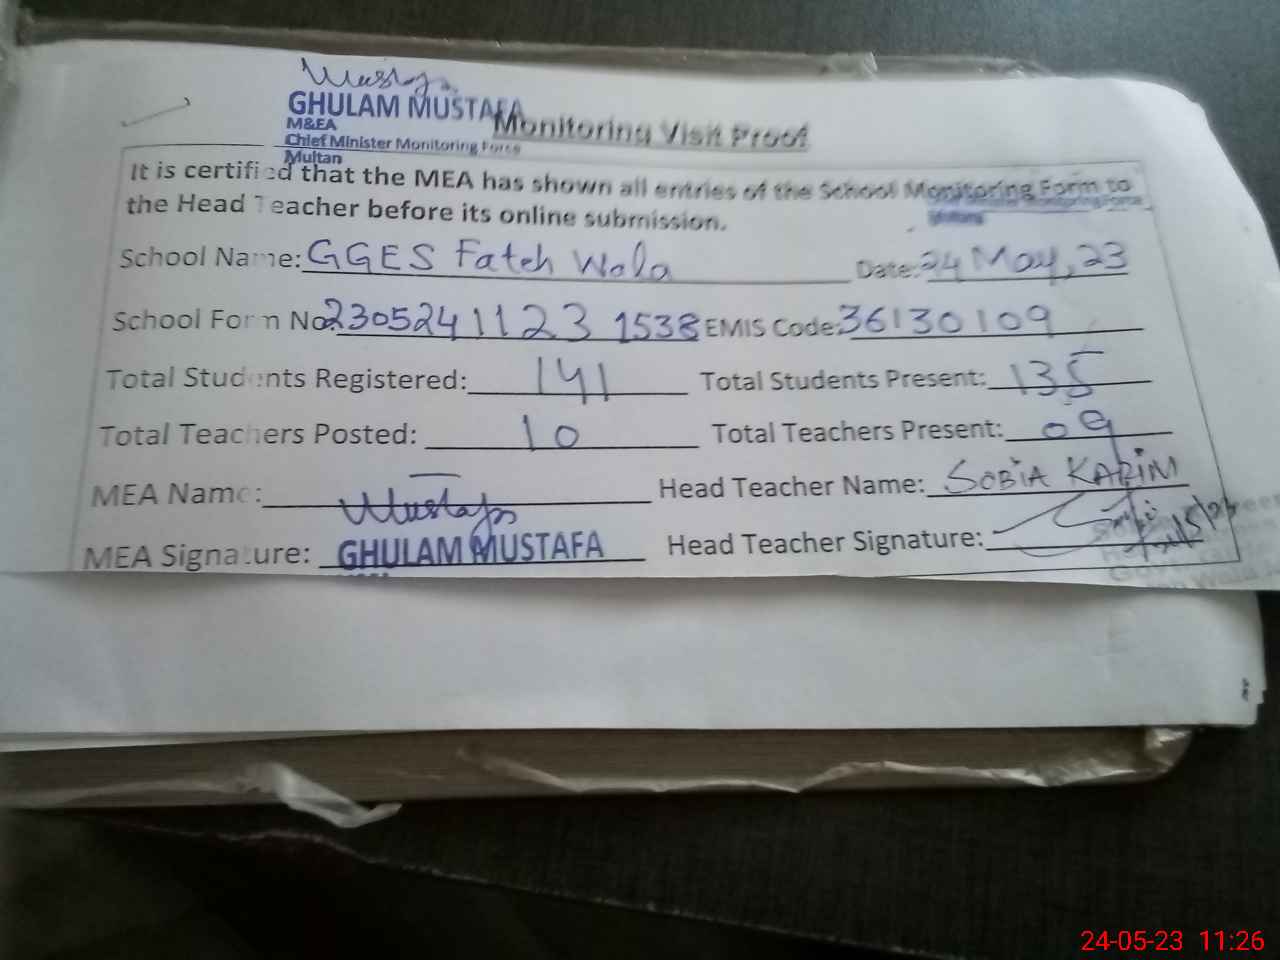 GHULAM MUSTAFA
M&EA
Chief Minister Monitoring Force
Multan
Monitoring Visit Proof
It is certified that the MEA has shown all entries of the School Monitoring Form to
the Head Teacher before its online submission.
School Name: GGES Fateh Wala Date: 24 May, 23
School Form No. 2305241123 1538 EMIS Code: 36130109
Total Students Registered: 141 Total Students Present: 135
Total Teachers Posted: 10 Total Teachers Present: 09
MEA Name: Mustafa Head Teacher Name: SOBIA KARIM
MEA Signature: GHULAM MUSTAFA Head Teacher Signature:
24-05-23 11:26